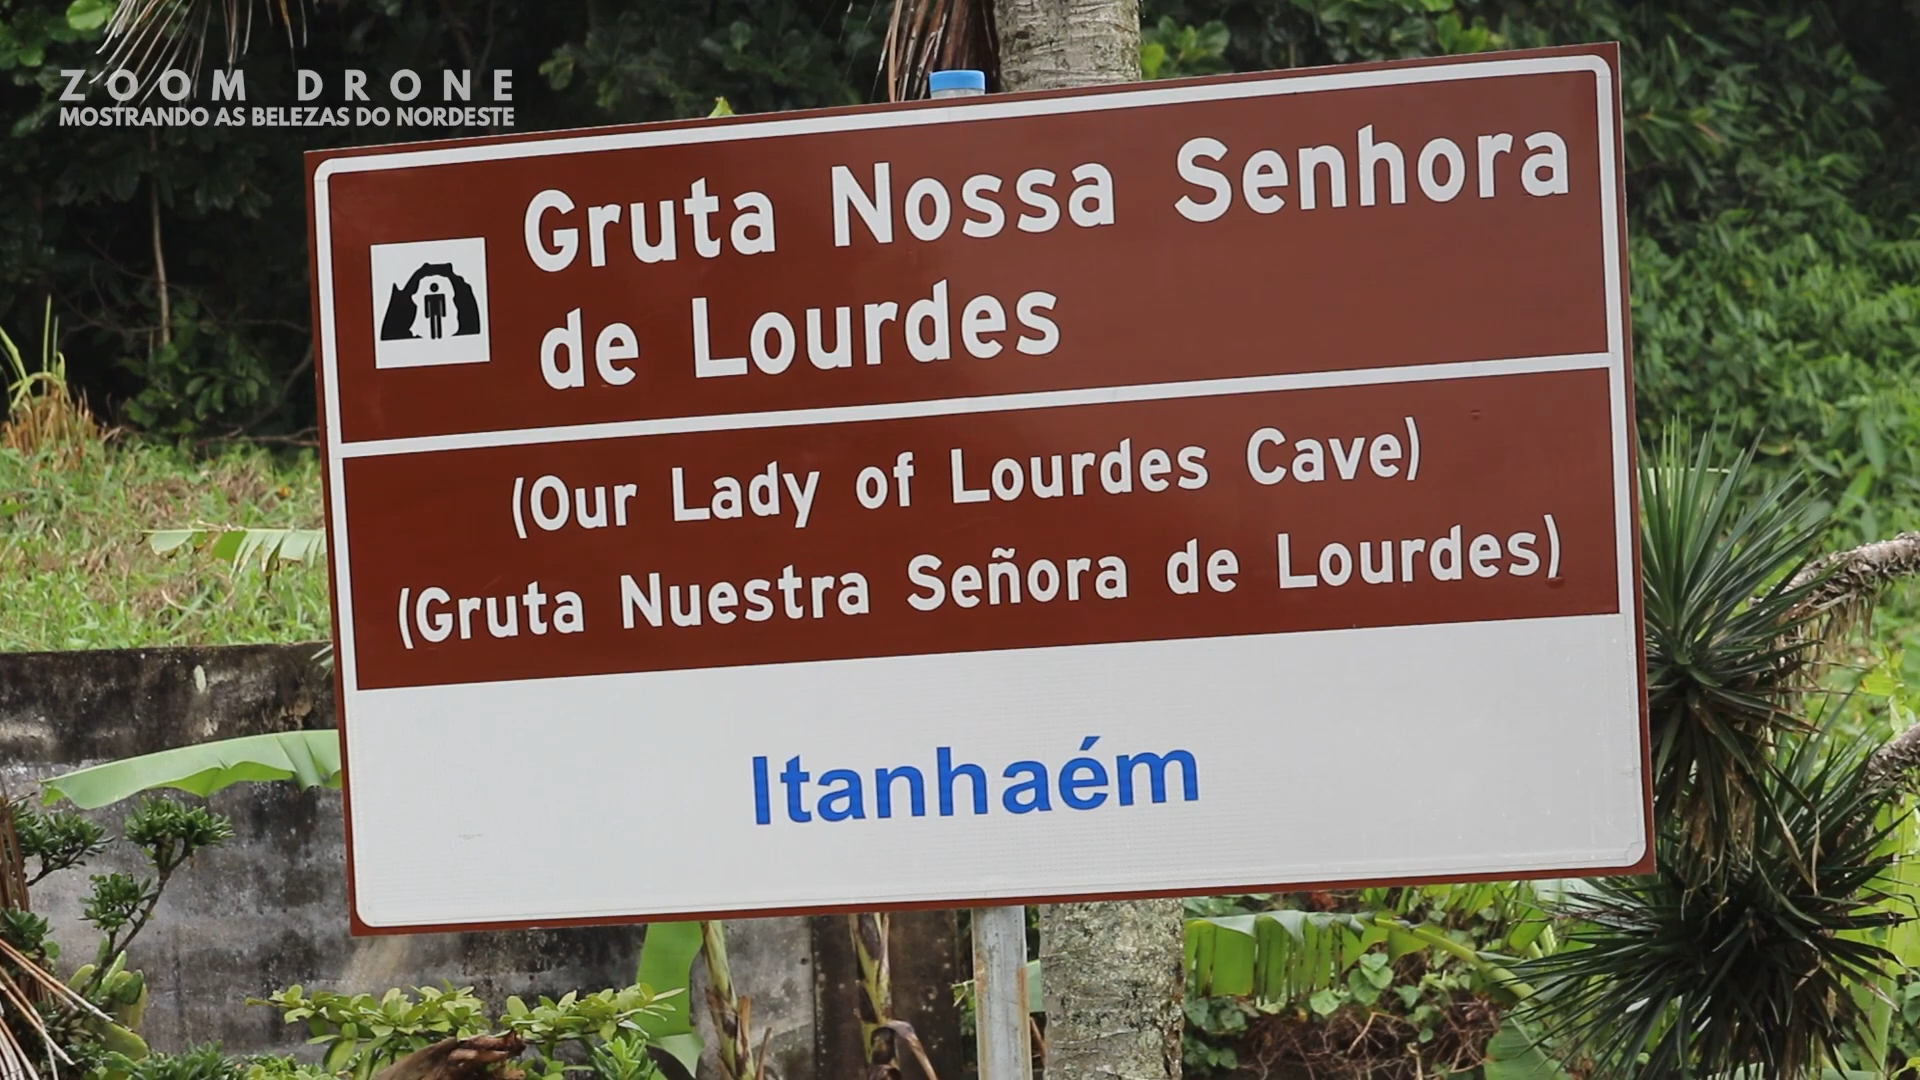 ZOOM DRONE
MOSTRANDO AS BELEZAS DO NORDESTE
Gruta Nossa Senhora
de Lourdes
(Our Lady of Lourdes Cave)
(Gruta Nuestra Señora de Lourdes)
Itanhaém